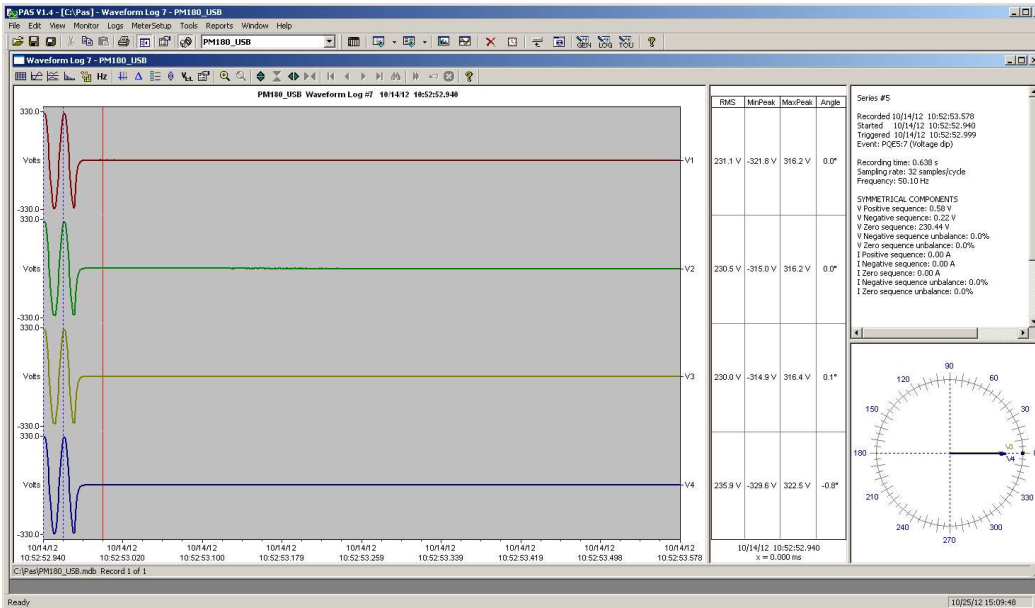 PAS V1.4 - [C:\Pas] - Waveform Log 7 - PM180_USB
File Edit View Monitor Logs MeterSetup Tools Reports Window Help
PM180_USB
GEN LOG TOU
Waveform Log 7 - PM180_USB
Hz
PM180_USB Waveform Log #7 10/14/12 10:52:52.940
330.0
Volts
V1
-330.0
330.0
Volts
V2
-330.0
330.0
Volts
V3
-330.0
330.0
Volts
V4
-330.0
10/14/12 10/14/12 10/14/12 10/14/12 10/14/12 10/14/12 10/14/12 10/14/12 10/14/12
10:52:52.940 10:52:53.020 10:52:53.100 10:52:53.179 10:52:53.259 10:52:53.339 10:52:53.419 10:52:53.498 10:52:53.578
RMS MinPeak MaxPeak Angle
231.1 V -321.8 V 316.2 V 0.0°
230.5 V -315.0 V 316.2 V 0.0°
230.0 V -314.9 V 316.4 V 0.1°
235.9 V -329.6 V 322.5 V -0.8°
10/14/12 10:52:52.940
x = 0.000 ms
Series #5
Recorded 10/14/12 10:52:53.578
Started 10/14/12 10:52:52.940
Triggered 10/14/12 10:52:52.999
Event: PQE5:7 (Voltage dip)
Recording time: 0.638 s
Sampling rate: 32 samples/cycle
Frequency: 50.10 Hz
SYMMETRICAL COMPONENTS
V Positive sequence: 0.58 V
V Negative sequence: 0.22 V
V Zero sequence: 230.44 V
V Negative sequence unbalance: 0.0%
V Zero sequence unbalance: 0.0%
I Positive sequence: 0.00 A
I Negative sequence: 0.00 A
I Zero sequence: 0.00 A
I Negative sequence unbalance: 0.0%
I Zero sequence unbalance: 0.0%
90
120 60
150 30
180
V3
V4
210 330
240 300
270
C:\Pas\PM180_USB.mdb Record 1 of 1
Ready
10/25/12 15:09:48